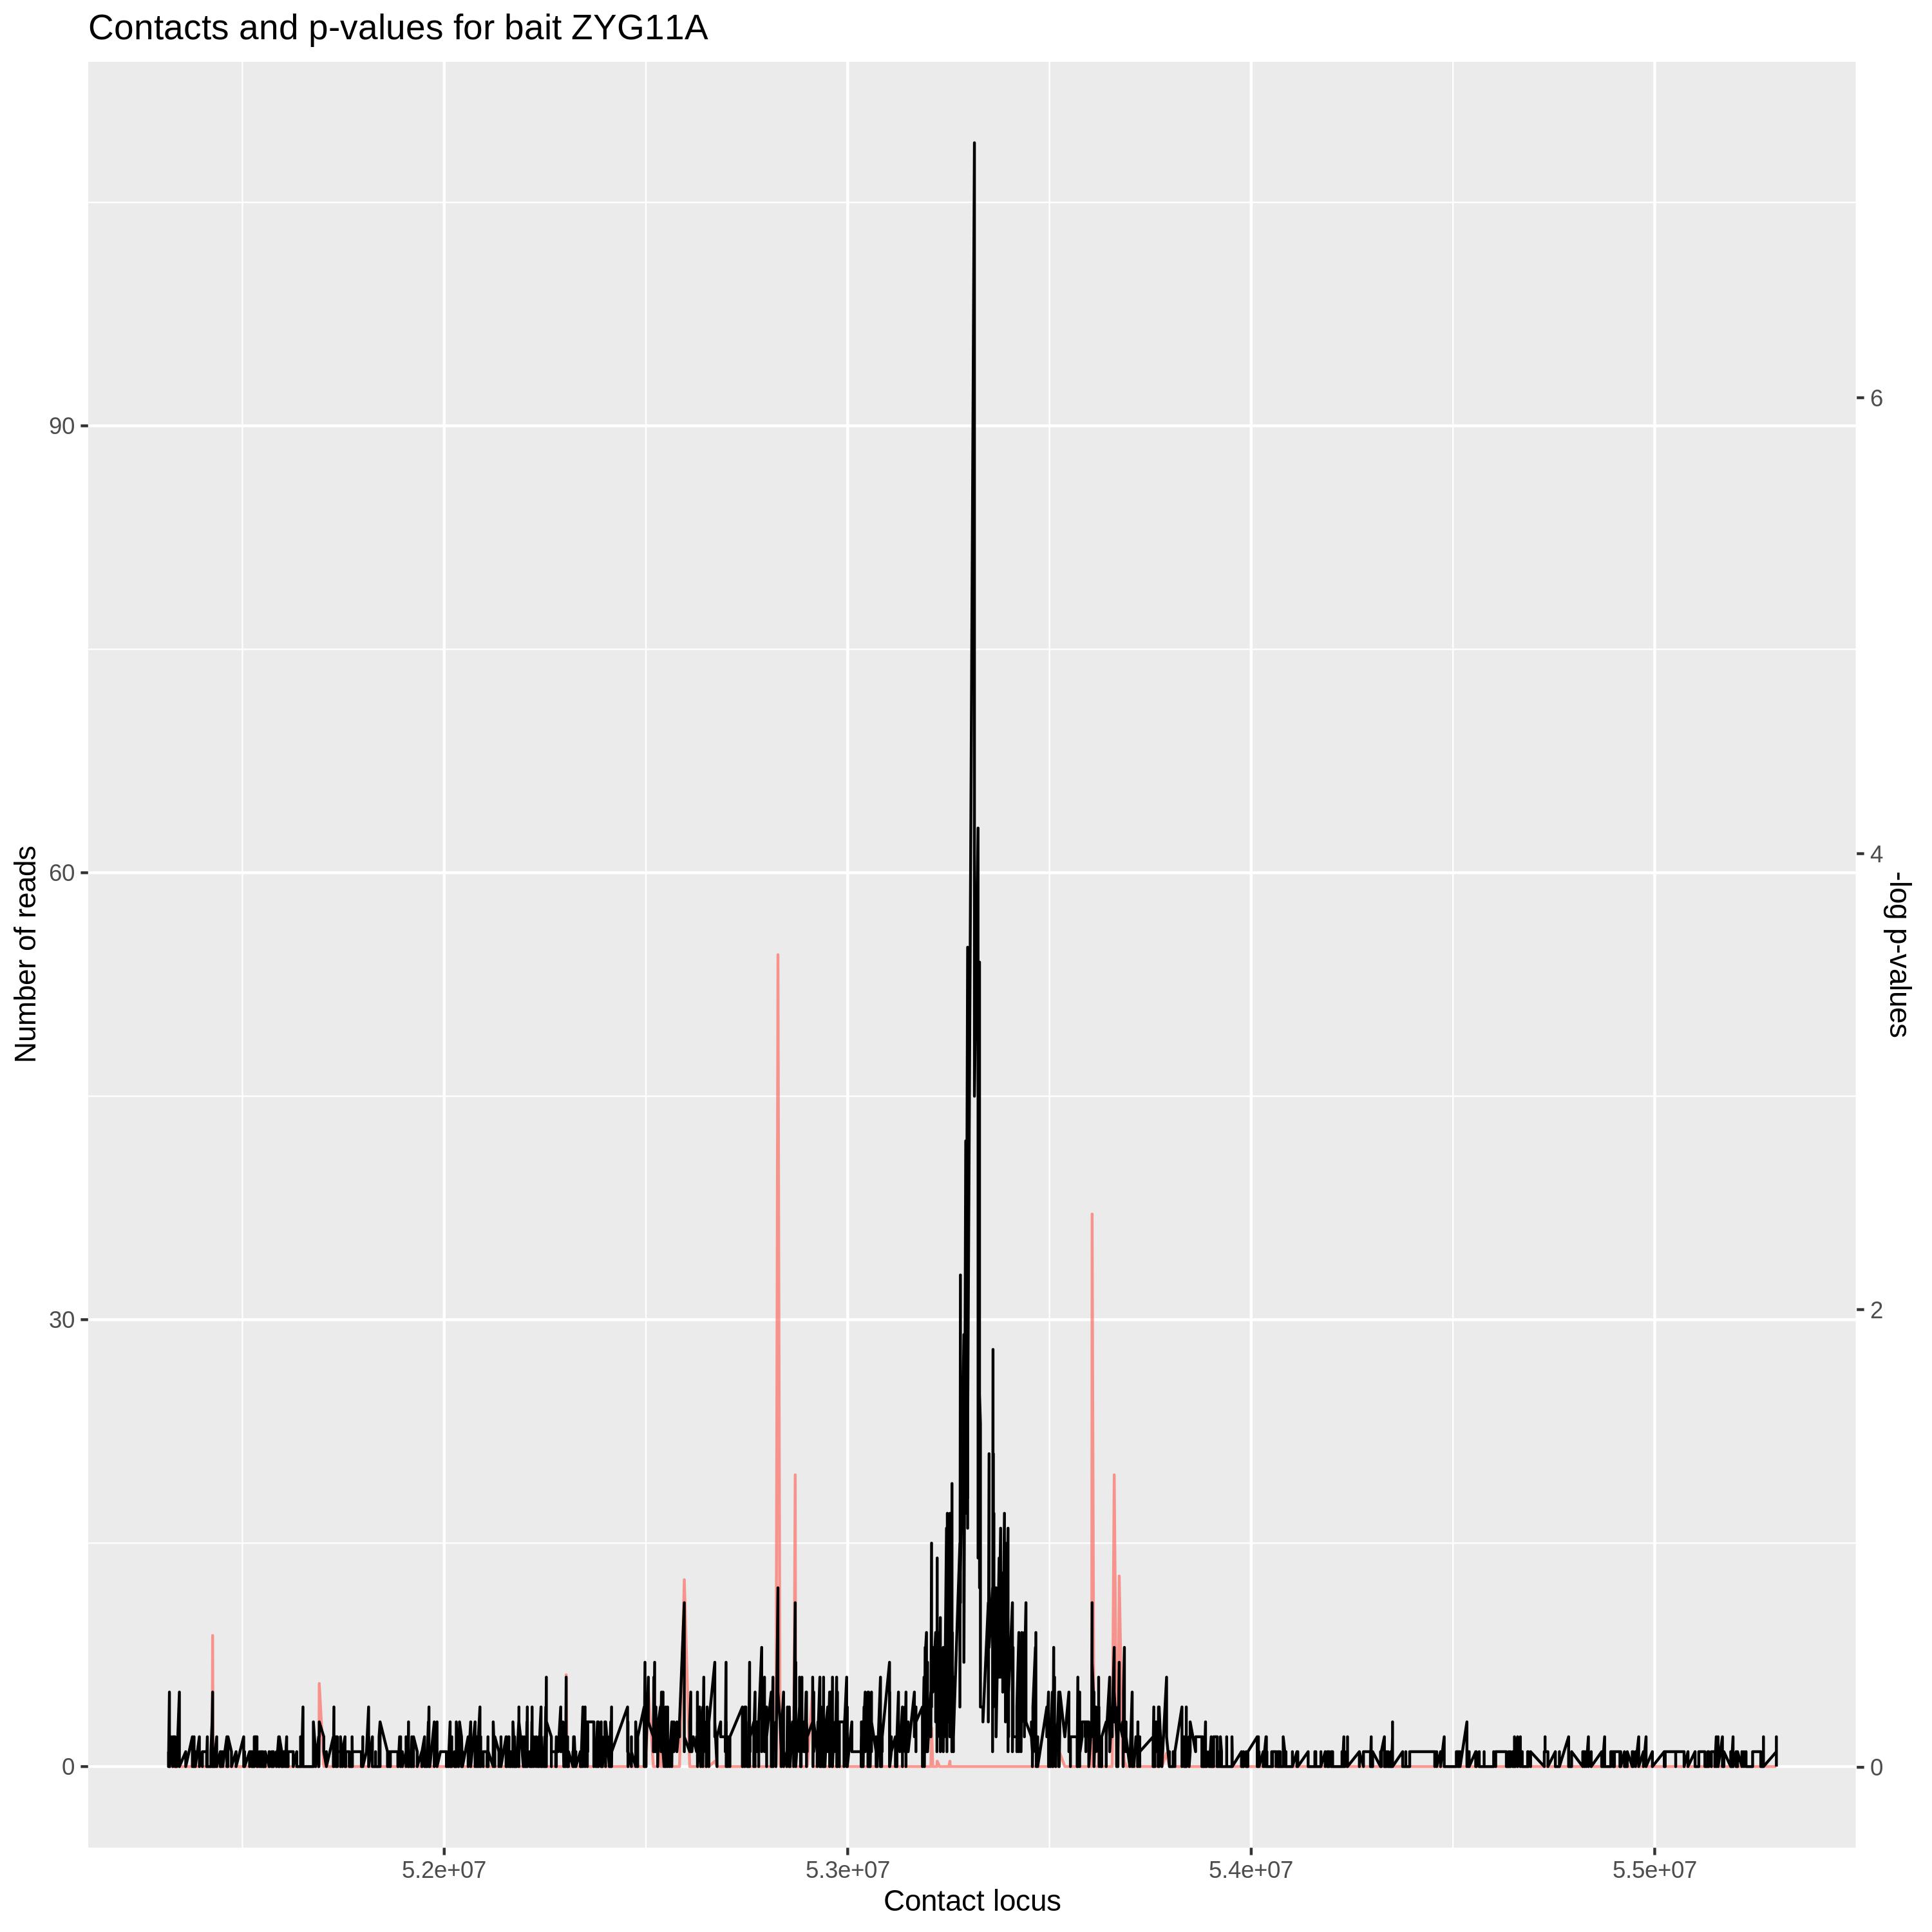 Contacts and p-values for bait ZYG11A
Number of reads
90
60
30
0
6
4
2
0
-log p-values
5.2e+07
5.3e+07
5.4e+07
5.5e+07
Contact locus